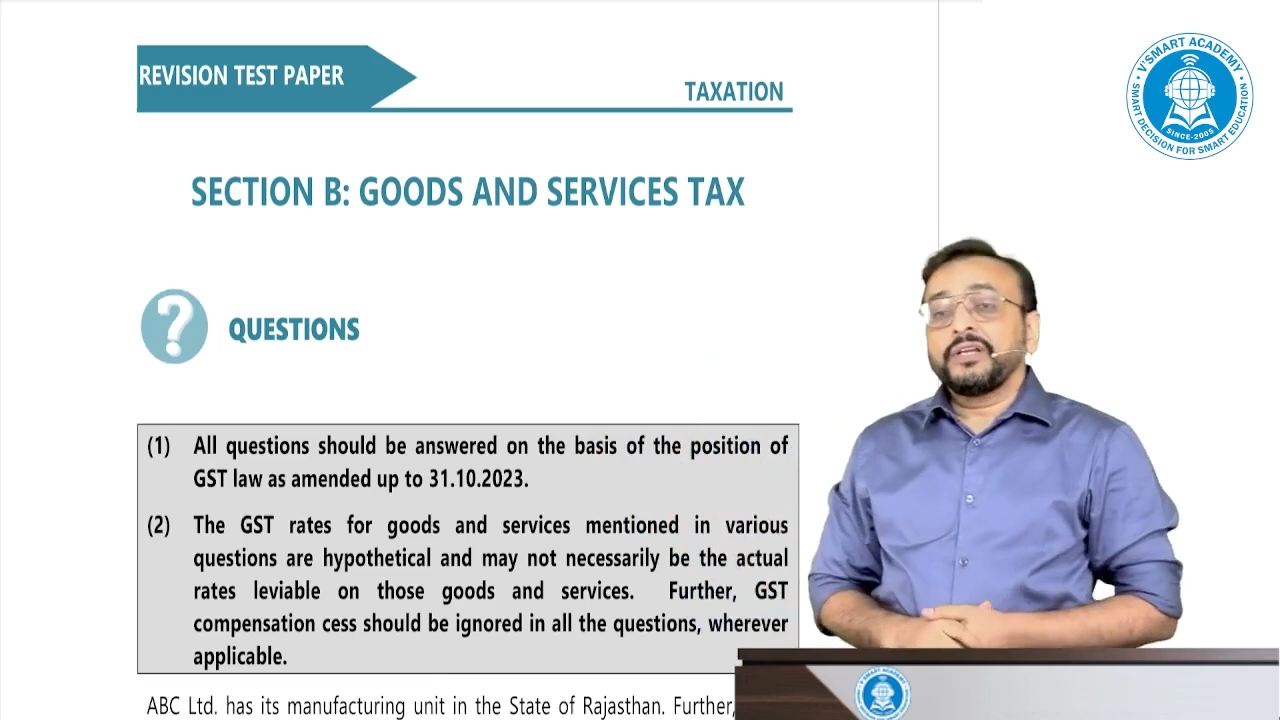 REVISION TEST PAPER
TAXATION
V'SMART ACADEMY
SMART DECISION FOR SMART EDUCATION
SINCE-2005
SECTION B: GOODS AND SERVICES TAX
?
QUESTIONS
(1) All questions should be answered on the basis of the position of
GST law as amended up to 31.10.2023.
(2) The GST rates for goods and services mentioned in various
questions are hypothetical and may not necessarily be the actual
rates leviable on those goods and services. Further, GST
compensation cess should be ignored in all the questions, wherever
applicable.
ABC Ltd. has its manufacturing unit in the State of Rajasthan. Further,